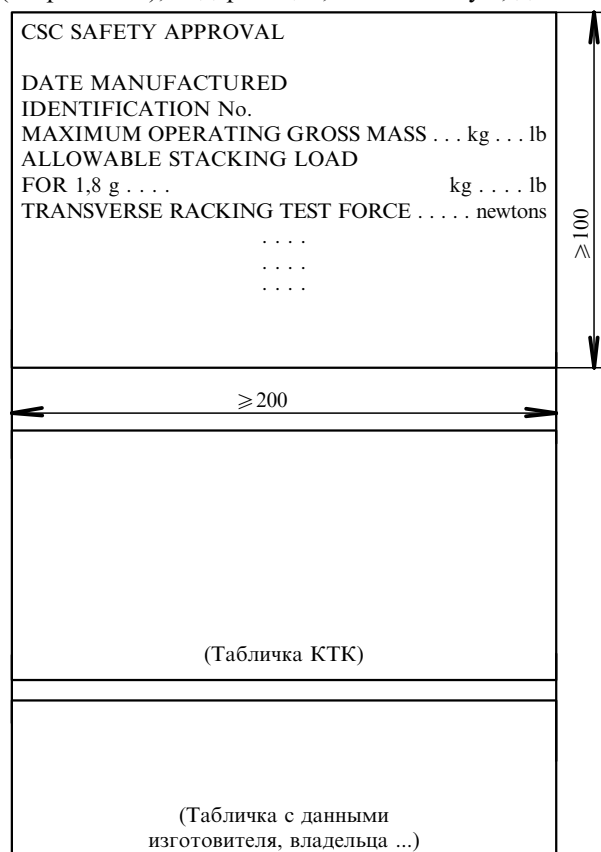 CSC SAFETY APPROVAL
DATE MANUFACTURED
IDENTIFICATION No.
MAXIMUM OPERATING GROSS MASS . . . kg . . . lb
ALLOWABLE STACKING LOAD
FOR 1,8 g . . . . kg . . . . lb
TRANSVERSE RACKING TEST FORCE . . . . . newtons
. . . .
. . . .
. . . .
⩾100
⩾200
(Табличка КТК)
(Табличка с данными
изготовителя, владельца ...)